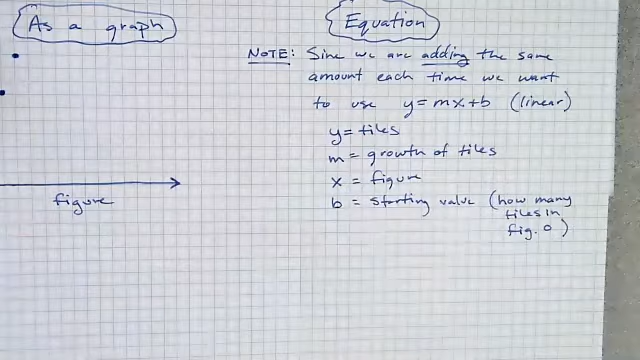 As a graph
figure
Equation
NOTE: Sine we are adding the same
amount each time we want
to use y=mx+b (linear)
y= tiles
m = growth of tiles
x = figure
b = starting value (how many
tiles in
fig. 0)